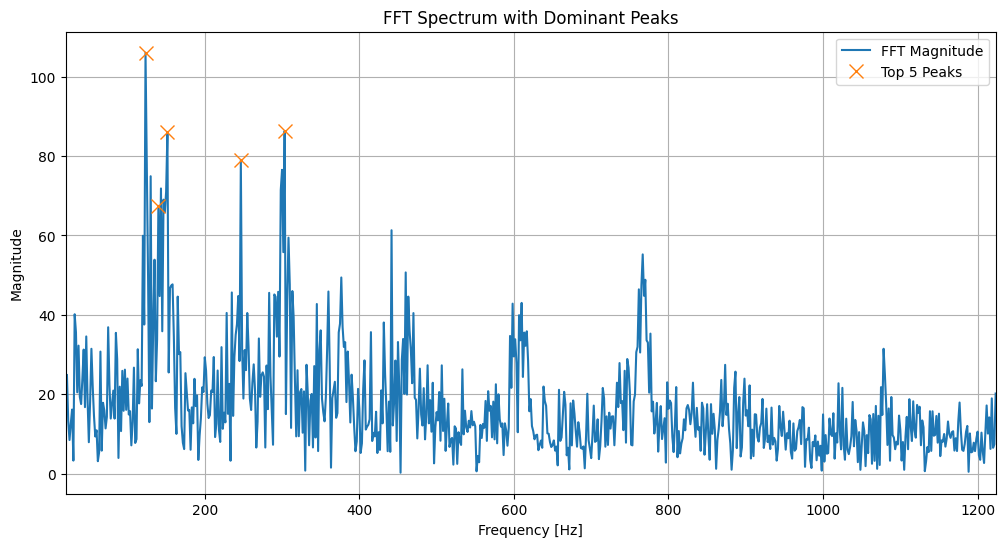 FFT Spectrum with Dominant Peaks
FFT Magnitude
Top 5 Peaks
Magnitude
100
80
60
40
20
0
200
400
600
800
1000
1200
Frequency [Hz]